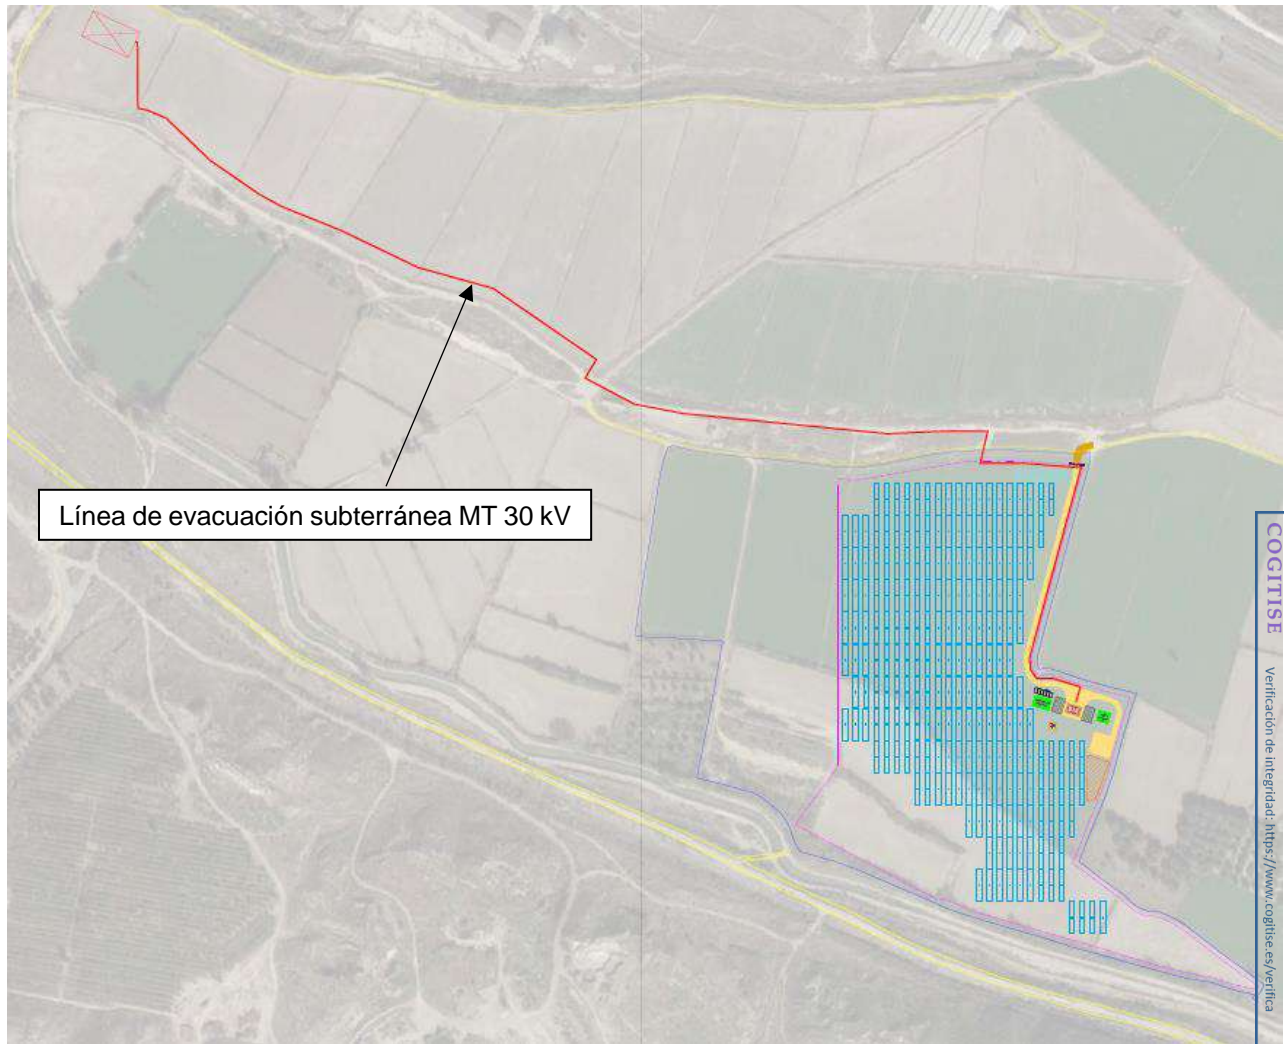 Línea de evacuación subterránea MT 30 kV
COGITISE
Verificación de integridad: https://www.cogitise.es/verifica